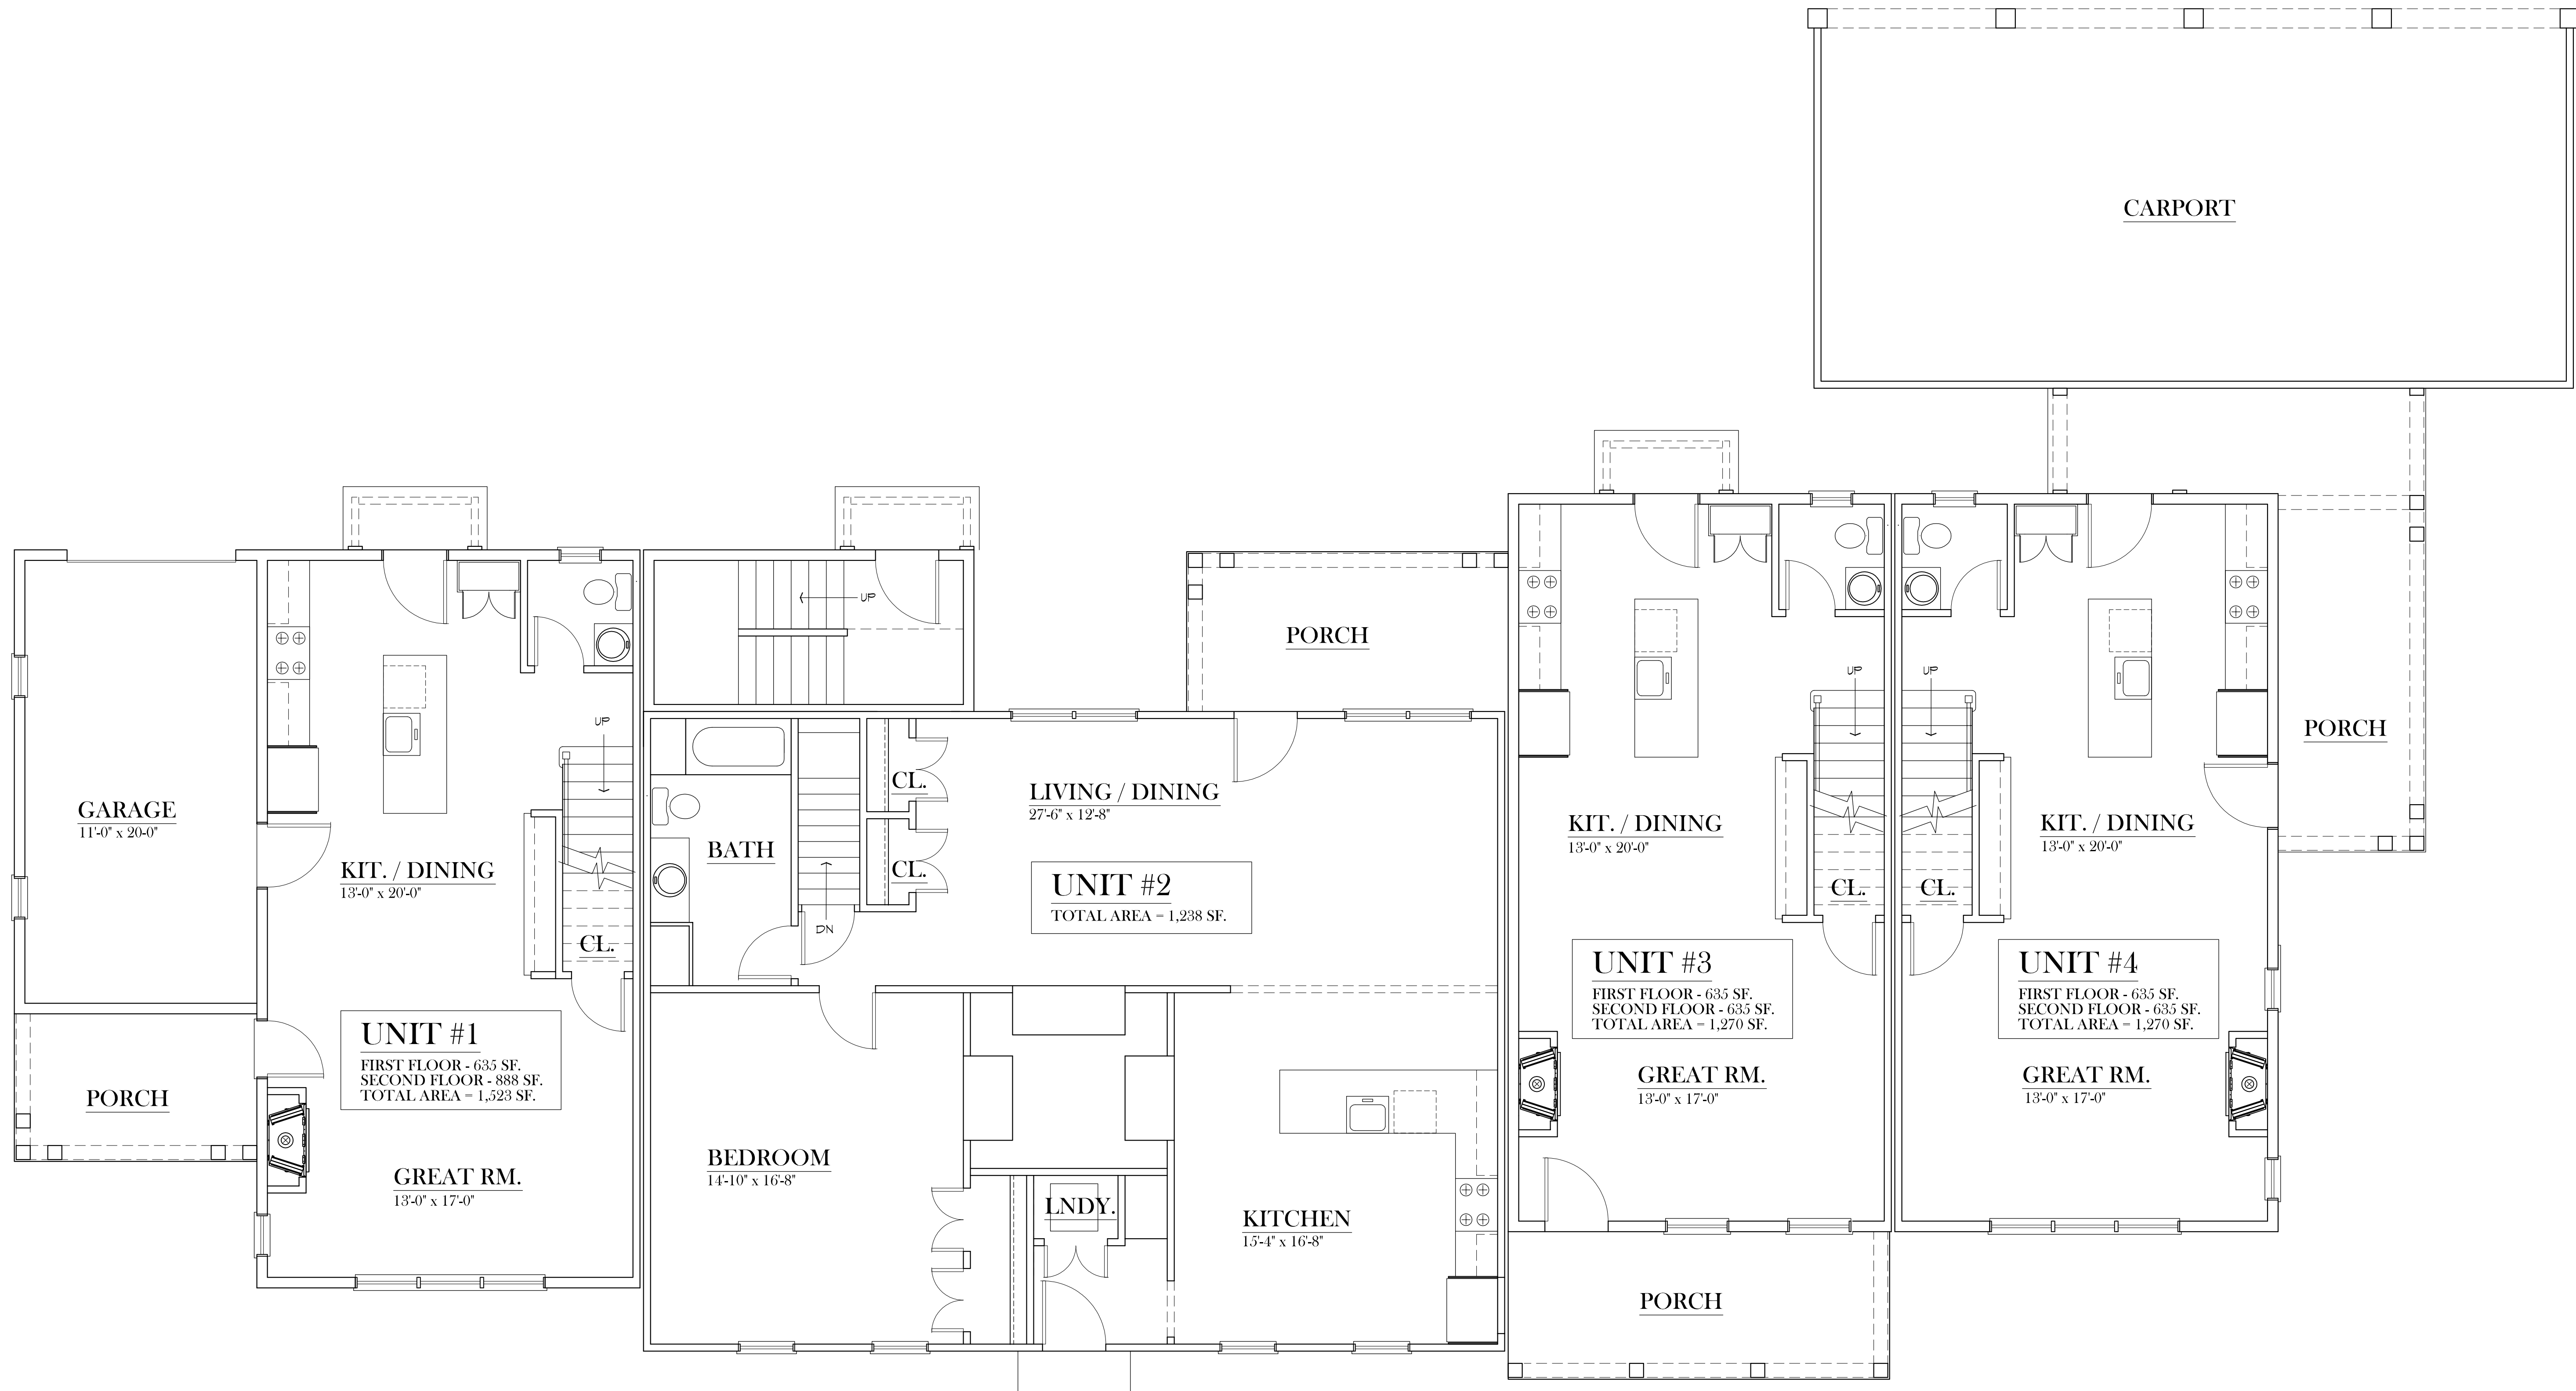 CARPORT
UP
PORCH
UP
UP
UP
PORCH
GARAGE
11'-0" x 20-0"
CL.
LIVING / DINING
27'-6" x 12'-8"
KIT. / DINING
13'-0" x 20'-0"
KIT. / DINING
13'-0" x 20'-0"
BATH
KIT. / DINING
13'-0" x 20'-0"
CL.
UNIT #2
TOTAL AREA = 1,238 SF.
CL.
CL.
DN
CL.
UNIT #3
FIRST FLOOR - 635 SF.
SECOND FLOOR - 635 SF.
TOTAL AREA = 1,270 SF.
UNIT #4
FIRST FLOOR - 635 SF.
SECOND FLOOR - 635 SF.
TOTAL AREA = 1,270 SF.
UNIT #1
FIRST FLOOR - 635 SF.
SECOND FLOOR - 888 SF.
TOTAL AREA = 1,523 SF.
PORCH
GREAT RM.
13'-0" x 17'-0"
GREAT RM.
13'-0" x 17'-0"
BEDROOM
14'-10" x 16'-8"
GREAT RM.
13'-0" x 17'-0"
LNDY.
KITCHEN
15'-4" x 16'-8"
PORCH